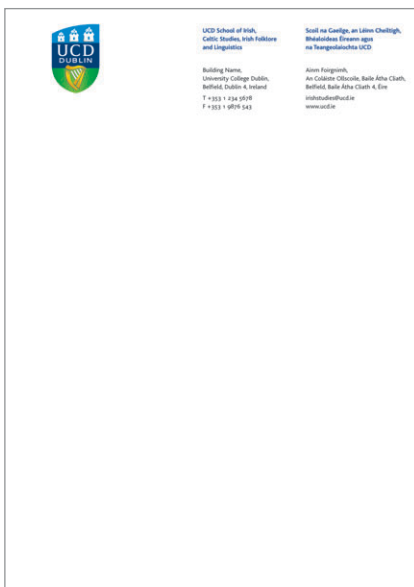 UCD
DUBLIN
UCD School of Irish,
Celtic Studies, Irish Folklore
and Linguistics
Building Name,
University College Dublin,
Belfield, Dublin 4, Ireland
T +353 1 234 5678
F +353 1 9876 543
Scoil na Gaeilge, an Léinn Cheiltigh,
Bhéaloideas Éireann agus
na Teangeolaíochta UCD
Ainm Foirgnimh,
An Coláiste Ollscoile, Baile Átha Cliath,
Belfield, Baile Átha Cliath 4, Éire
irishstudies@ucd.ie
www.ucd.ie